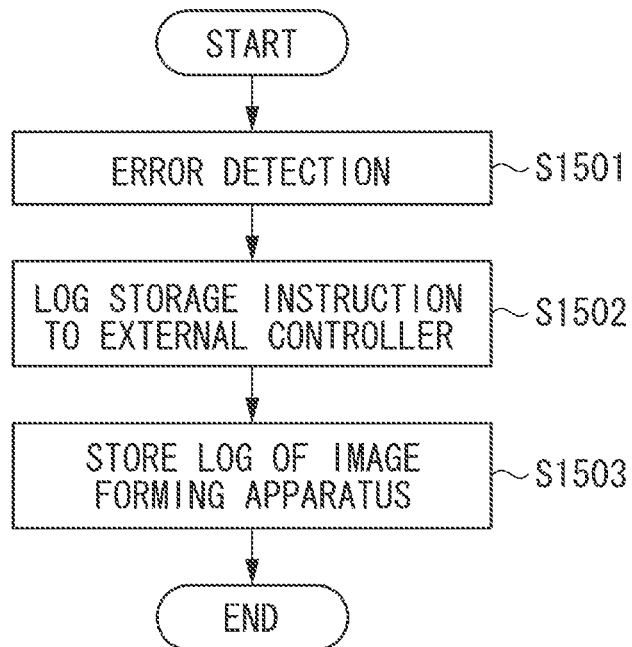 START
ERROR DETECTION
S1501
LOG STORAGE INSTRUCTION
TO EXTERNAL CONTROLLER
S1502
STORE LOG OF IMAGE
FORMING APPARATUS
S1503
END